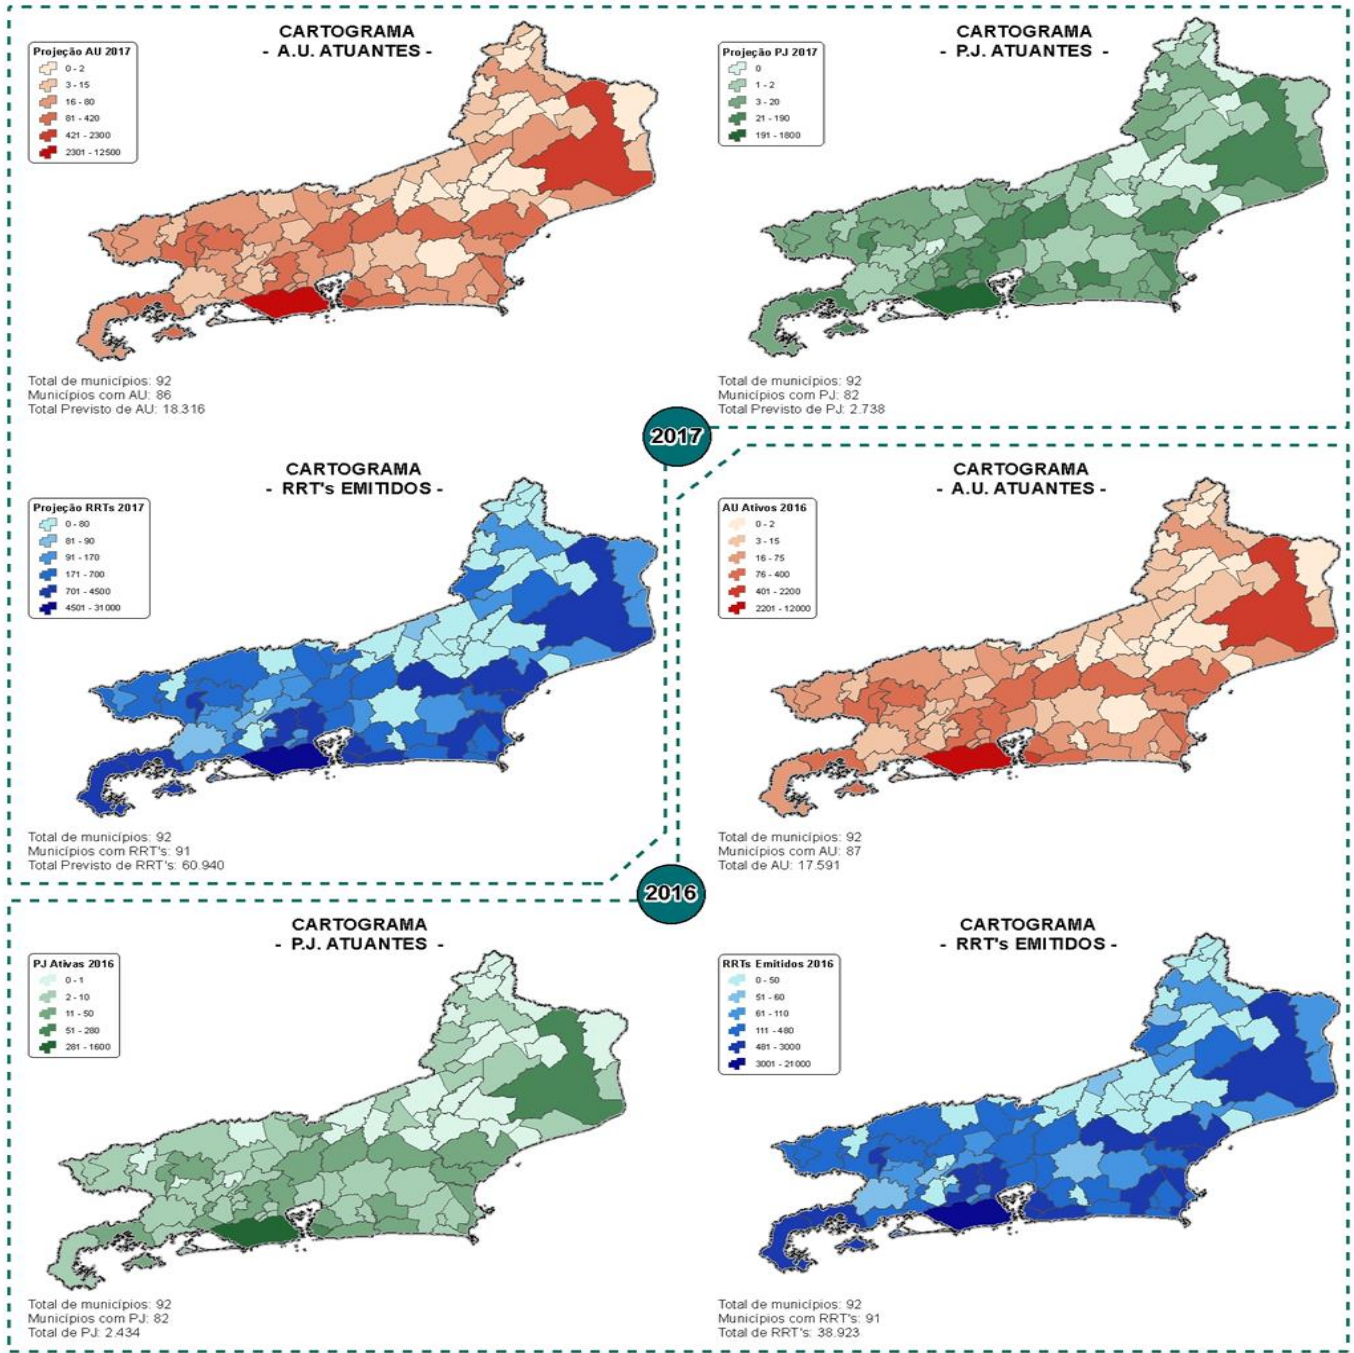 CARTOGRAMA
- A.U. ATUANTES -
Projeção AU 2017
0 - 2
3 - 15
16 - 80
81 - 420
421 - 2300
2301 - 12500
Total de municípios: 92
Municípios com AU: 86
Total Previsto de AU: 18.316
CARTOGRAMA
- P.J. ATUANTES -
Projeção PJ 2017
0
1 - 2
3 - 20
21 - 190
191 - 1800
Total de municípios: 92
Municípios com PJ: 82
Total Previsto de PJ: 2.738
2017
CARTOGRAMA
- RRT's EMITIDOS -
Projeção RRTs 2017
0 - 80
81 - 90
91 - 170
171 - 700
701 - 4500
4501 - 31000
Total de municípios: 92
Municípios com RRT's: 91
Total Previsto de RRT's: 60.940
CARTOGRAMA
- A.U. ATUANTES -
AU Ativos 2016
0 - 2
3 - 15
16 - 75
76 - 400
401 - 2200
2201 - 12000
Total de municípios: 92
Municípios com AU: 87
Total de AU: 17.591
2016
CARTOGRAMA
- P.J. ATUANTES -
PJ Ativas 2016
0 - 1
2 - 10
11 - 50
51 - 280
281 - 1600
Total de municípios: 92
Municípios com PJ: 82
Total de PJ: 2.434
CARTOGRAMA
- RRT's EMITIDOS -
RRTs Emitidos 2016
0 - 50
51 - 60
61 - 110
111 - 480
481 - 3000
3001 - 21000
Total de municípios: 92
Municípios com RRT's: 91
Total de RRT's: 38.923